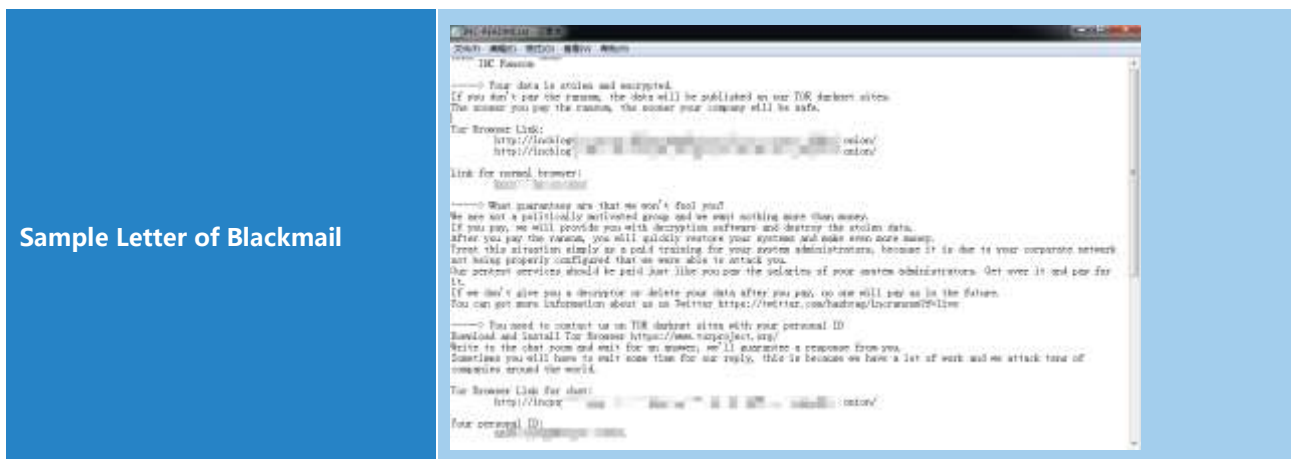 Sample Letter of Blackmail
INC Ransom
-----> Your data is stolen and encrypted.
If you don't pay the ransom, the data will be published on our TOR darknet sites.
The sooner you pay the ransom, the sooner your company will be safe.
Tor Browser Link:
http://incblog onion/
http://incblog onion/
Link for normal browser:
-----> What guarantees are that we won't fool you?
We are not a politically motivated group and we want nothing more than money.
If you pay, we will provide you with decryption software and destroy the stolen data.
After you pay the ransom, you will quickly restore your systems and make even more money.
Treat this situation simply as a paid training for your system administrators, because it is due to your corporate network
not being properly configured that we were able to attack you.
Our pentest services should be paid just like you pay the salaries of your system administrators. Get over it and pay for
it.
If we don't give you a decryptor or delete your data after you pay, no one will pay us in the future.
You can get more information about us on Twitter https://twitter.com/hashtag/incransom?f=live
-----> You need to contact us on TOR darknet sites with your personal ID
Download and install Tor Browser https://www.torproject.org/
Write to the chat room and wait for an answer, we'll guarantee a response from you.
Sometimes you will have to wait some time for our reply, this is because we have a lot of work and we attack tens of
companies around the world.
Tor Browser Link for chat:
http://incpay onion/
Your personal ID: